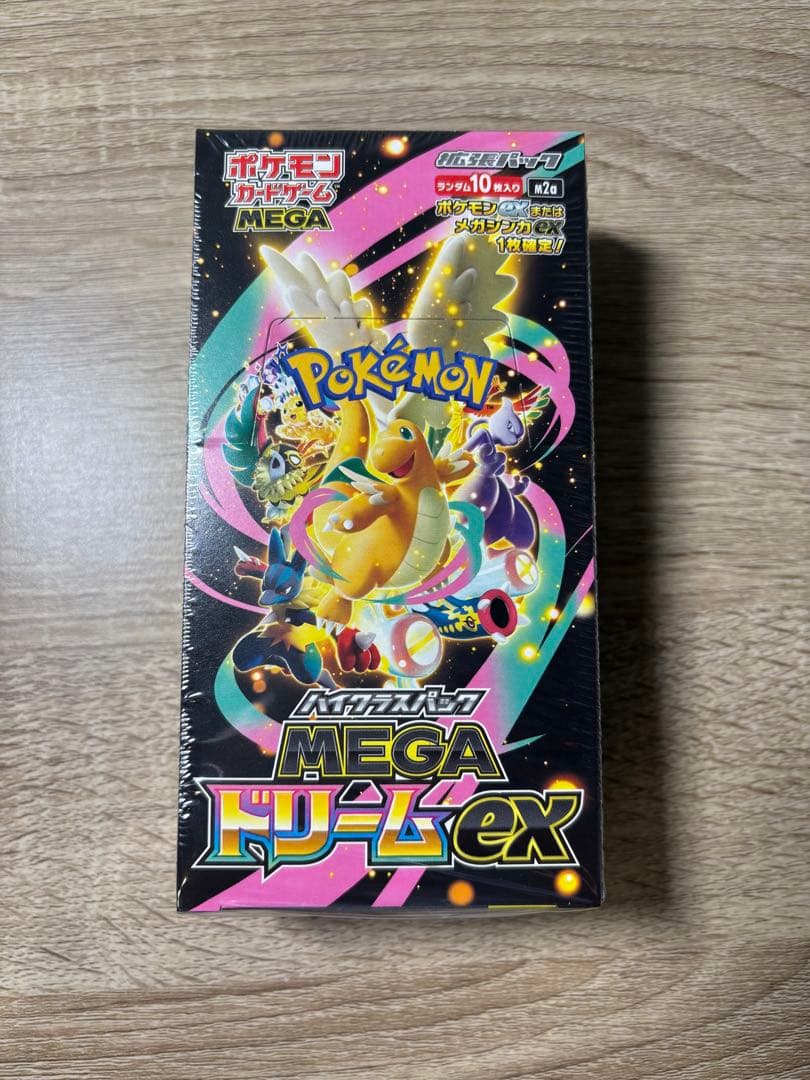 ポケモン
カードゲーム
MEGA
拡張パック
ランダム10枚入り M2a
ポケモンexまたは
メガシンカex
1枚確定!
POKéMON
TM
ハイクラスパック
MEGA
ドリームex